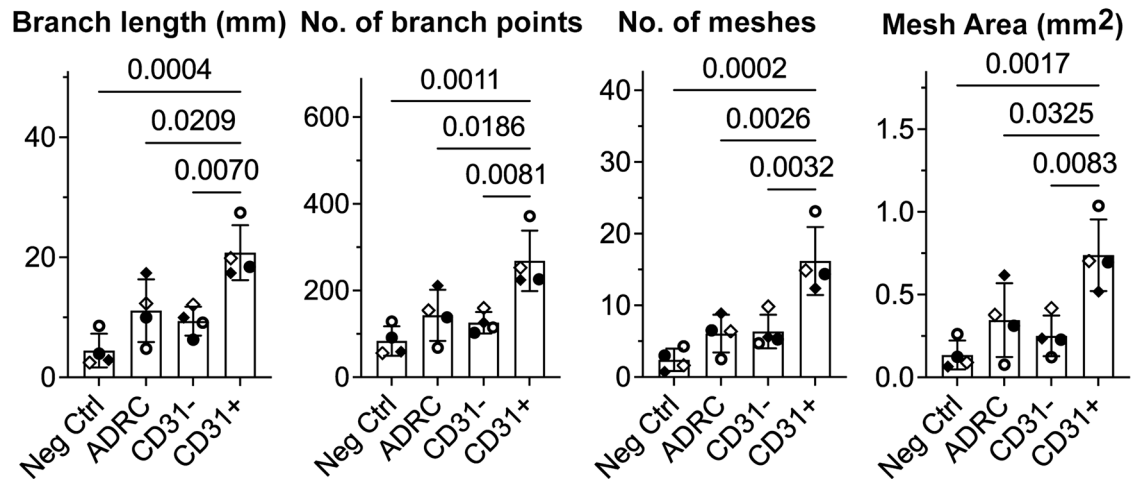 Branch length (mm)
0.0004
0.0209
0.0070
40
20
0
Neg Ctrl
ADRC
CD31-
CD31+
No. of branch points
0.0011
0.0186
0.0081
600
400
200
0
Neg Ctrl
ADRC
CD31-
CD31+
No. of meshes
0.0002
0.0026
0.0032
40
30
20
10
0
Neg Ctrl
ADRC
CD31-
CD31+
Mesh Area (mm2)
0.0017
0.0325
0.0083
1.5
1.0
0.5
0.0
Neg Ctrl
ADRC
CD31-
CD31+